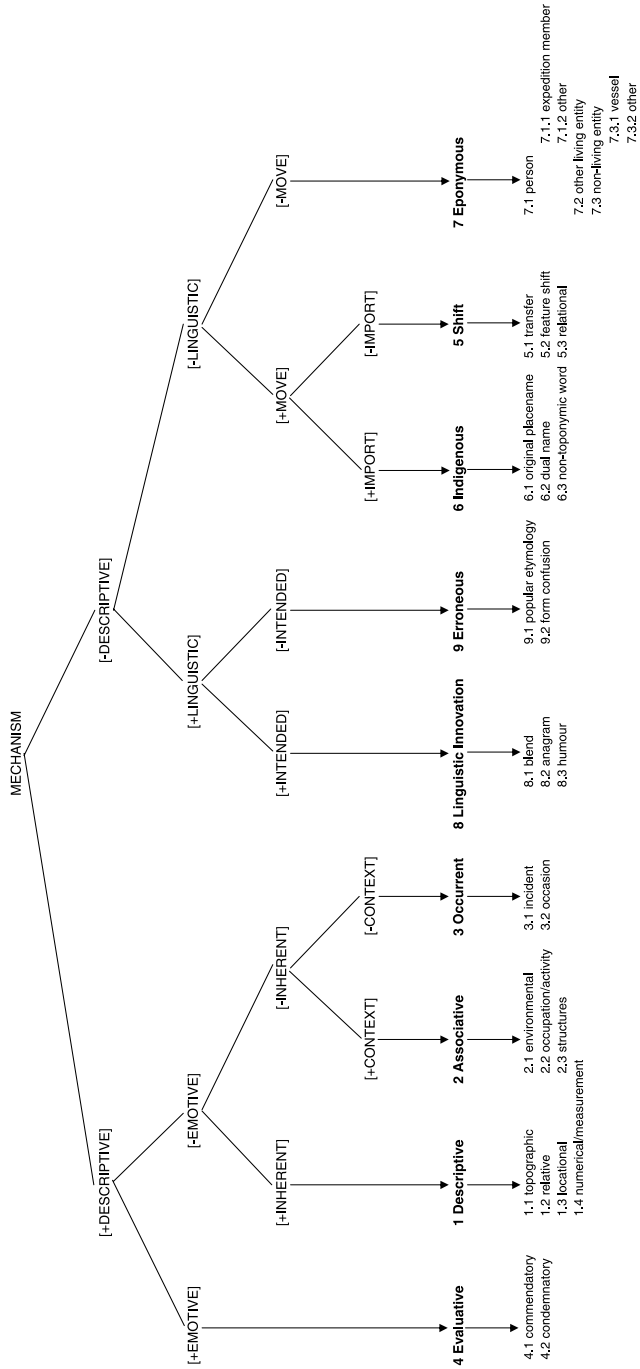 MECHANISM
[+DESCRIPTIVE]
[-DESCRIPTIVE]
[+EMOTIVE]
[-EMOTIVE]
[+LINGUISTIC]
[-LINGUISTIC]
[+INHERENT]
[-INHERENT]
[+INTENDED]
[-INTENDED]
[+MOVE]
[-MOVE]
[+CONTEXT]
[-CONTEXT]
[+IMPORT]
[-IMPORT]
4 Evaluative
1 Descriptive
2 Associative
3 Occurrent
8 Linguistic Innovation
9 Erroneous
6 Indigenous
5 Shift
7 Eponymous
4.1 commendatory
4.2 condemnatory
1.1 topographic
1.2 relative
1.3 locational
1.4 numerical/measurement
2.1 environmental
2.2 occupation/activity
2.3 structures
3.1 incident
3.2 occasion
8.1 blend
8.2 anagram
8.3 humour
9.1 popular etymology
9.2 form confusion
6.1 original placename
6.2 dual name
6.3 non-toponymic word
5.1 transfer
5.2 feature shift
5.3 relational
7.1 person
7.1.1 expedition member
7.1.2 other
7.2 other living entity
7.3 non-living entity
7.3.1 vessel
7.3.2 other